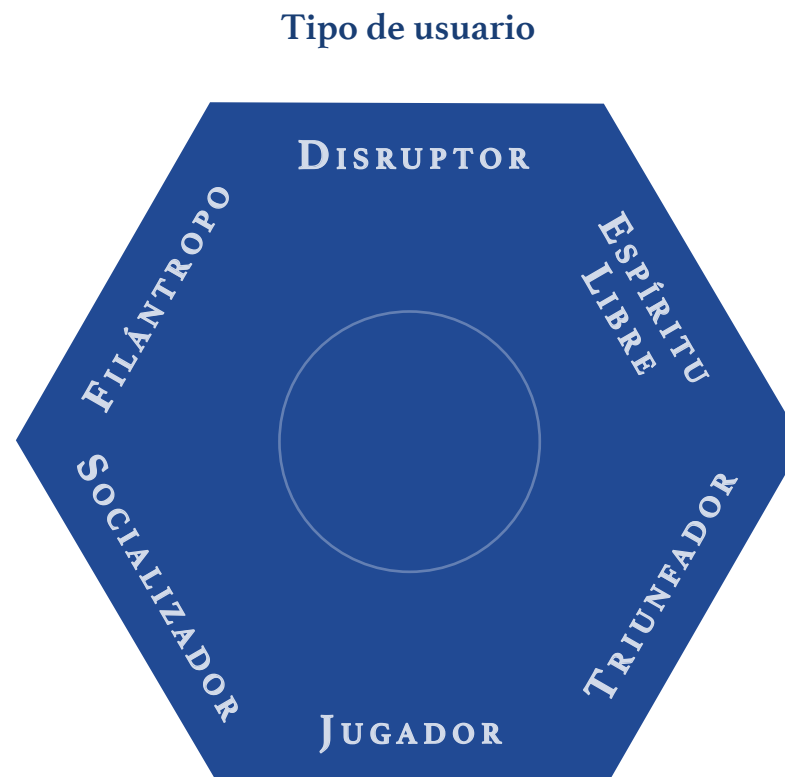 Tipo de usuario
Disruptor
Filántropo
Espíritu
Libre
Socializador
Triunfador
Jugador